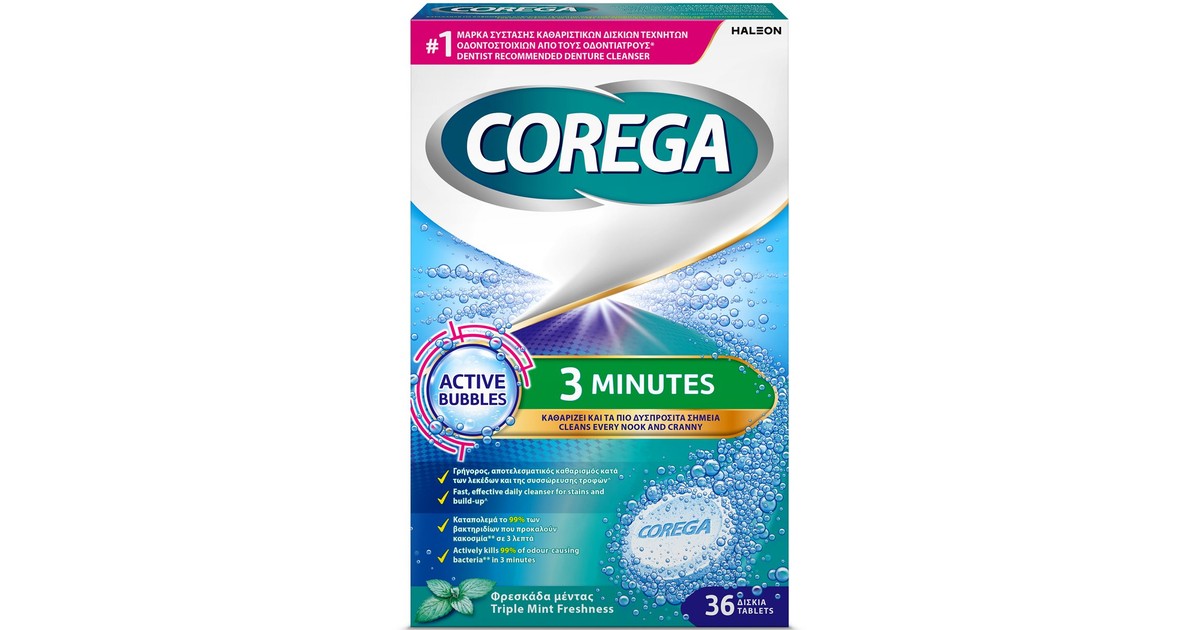 COREGA
#1 ΜΑΡΚΑ ΣΥΣΤΑΣΗΣ ΚΑΘΑΡΙΣΤΙΚΩΝ ΔΙΣΚΙΩΝ ΤΕΧΝΗΤΩΝ
ΟΔΟΝΤΟΣΤΟΙΧΙΩΝ ΑΠΟ ΤΟΥΣ ΟΔΟΝΤΙΑΤΡΟΥΣ*
DENTIST RECOMMENDED DENTURE CLEANSER
HALEON
COREGA
ACTIVE
BUBBLES
3 MINUTES
ΚΑΘΑΡΙΖΕΙ ΚΑΙ ΤΑ ΠΙΟ ΔΥΣΠΡΟΣΙΤΑ ΣΗΜΕΙΑ
CLEANS EVERY NOOK AND CRANNY
Γρήγορος, αποτελεσματικός καθαρισμός κατά
των λεκέδων και της συσσώρευσης τροφών^
Fast, effective daily cleanser for stains and
build-up^
Καταπολεμά το 99% των
βακτηριδίων που προκαλούν
κακοσμία** σε 3 λεπτά
Actively kills 99% of odour-causing
bacteria** in 3 minutes
COREGA
Φρεσκάδα μέντας
Triple Mint Freshness
36 ΔΙΣΚΙΑ
TABLETS